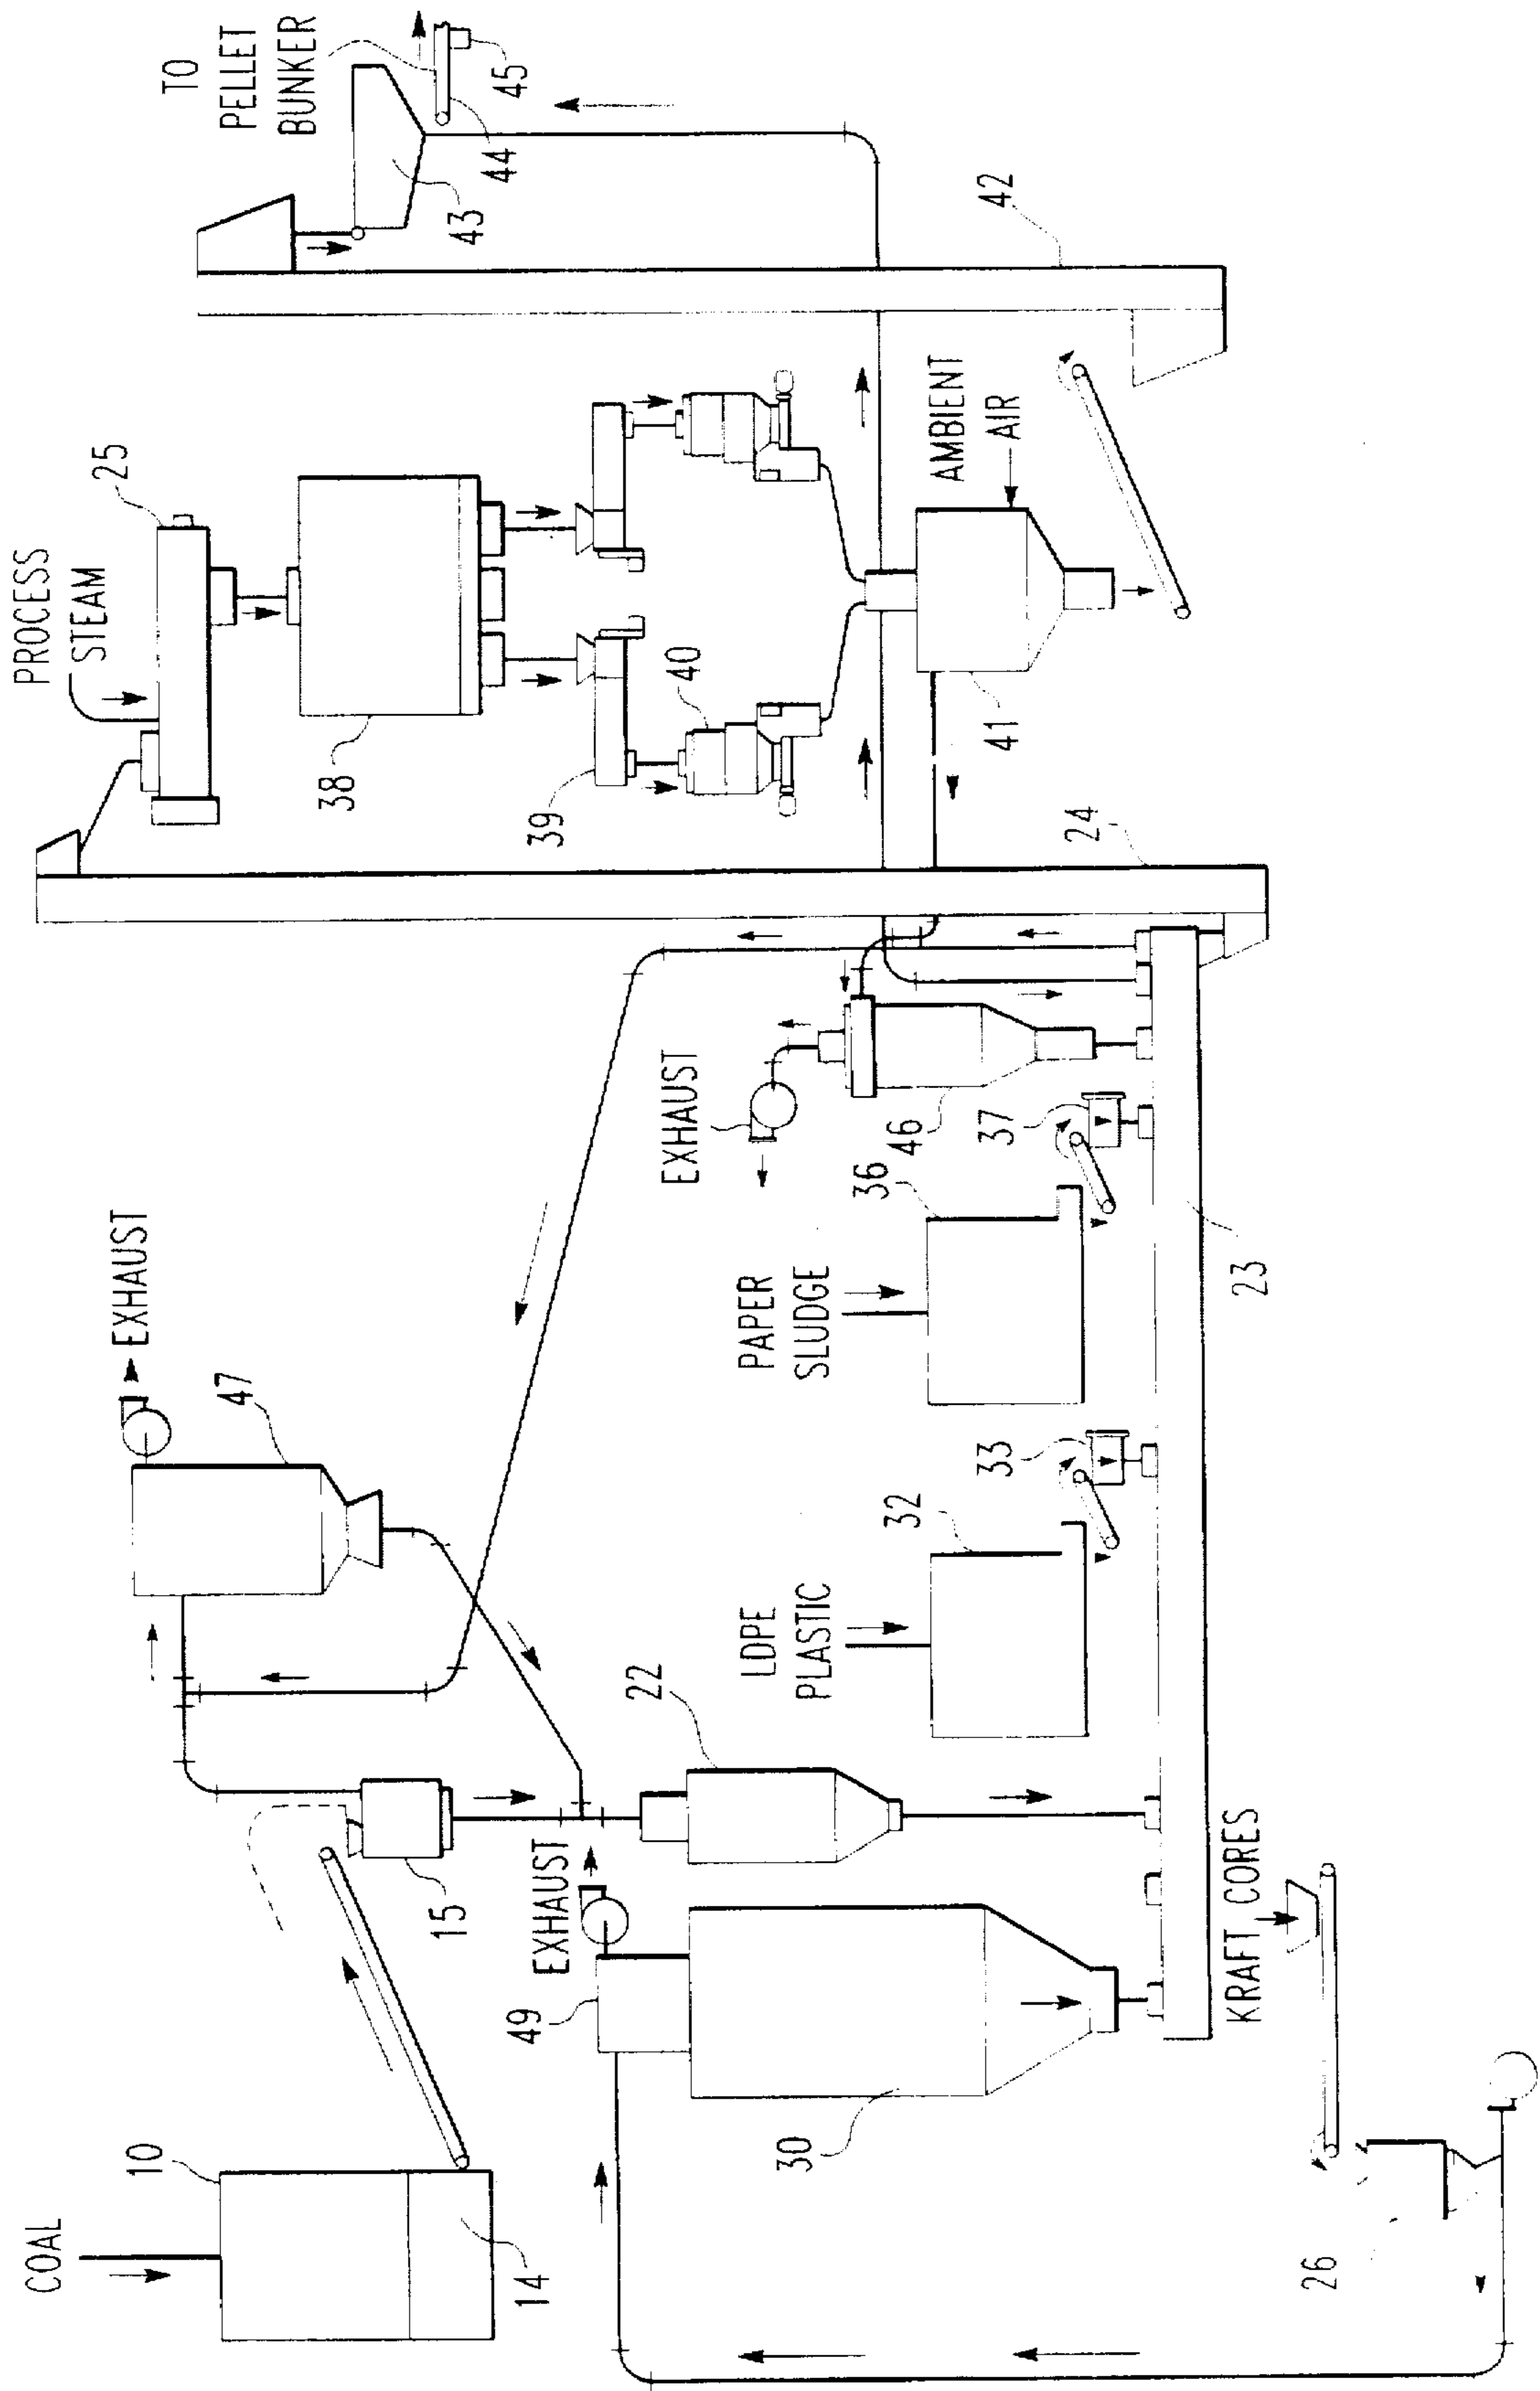 COAL
10
14
15
EXHAUST
47
EXHAUST
49
30
22
26
KRAFT CORES
LDPE
PLASTIC
32
33
PAPER
SLUDGE
36
37
23
EXHAUST
46
24
PROCESS
STEAM
25
38
39
40
41
AMBIENT
AIR
42
TO
PELLET
BUNKER
43
44
45